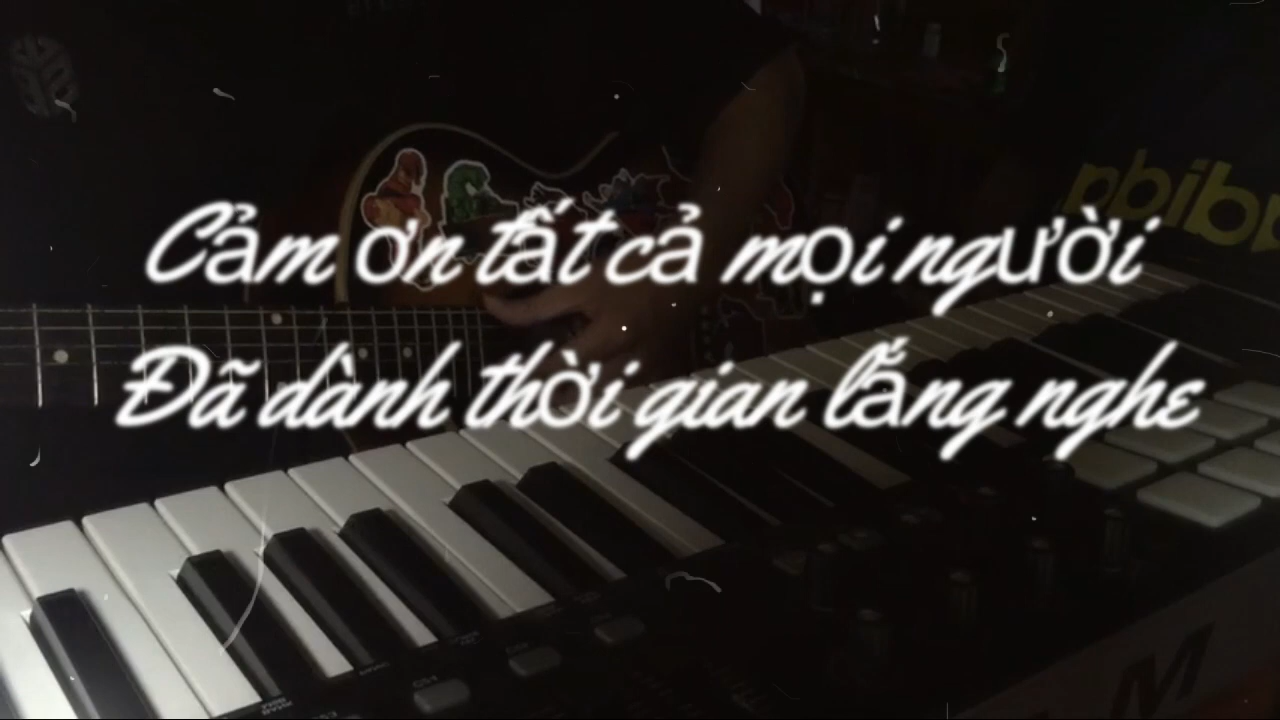 Cảm ơn tất cả mọi người
Đã dành thời gian lắng nghe